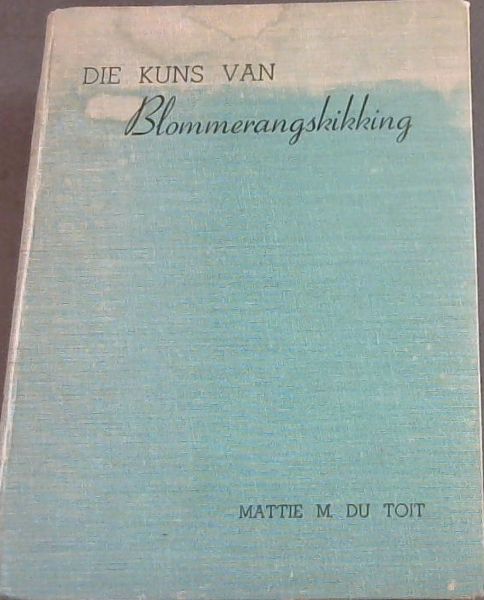 DIE KUNS VAN
Blommerangskikking
MATTIE M. DU TOIT